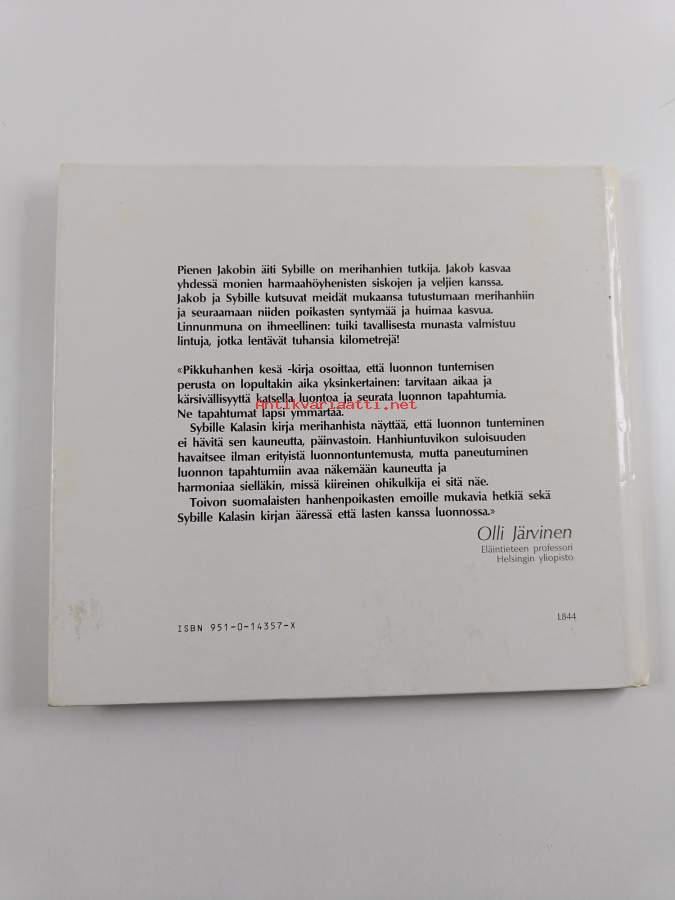 Pienen Jakobin äiti Sybille on merihanhien tutkija. Jakob kasvaa
yhdessä monien harmaahöyhenisten siskojen ja veljien kanssa.
Jakob ja Sybille kutsuvat meidät mukaansa tutustumaan merihanhiin
ja seuraamaan niiden poikasten syntymää ja huimaa kasvua.
Linnunmuna on ihmeellinen: tuiki tavallisesta munasta valmistuu
lintuja, jotka lentävät tuhansia kilometrejä!
«Pikkuhanhen kesä -kirja osoittaa, että luonnon tuntemisen
perusta on lopultakin aika yksinkertainen: tarvitaan aikaa ja
kärsivällisyyttä katsella luontoa ja seurata luonnon tapahtumia.
Antikvariaatti.net
Ne tapahtumat lapsi ymmärtää.
Sybille Kalasin kirja merihanhista näyttää, että luonnon tunteminen
ei hävitä sen kauneutta, päinvastoin. Hanhiuntuvikon suloisuuden
havaitsee ilman erityistä luonnontuntemusta, mutta paneutuminen
luonnon tapahtumiin avaa näkemään kauneutta ja
harmoniaa sielläkin, missä kiireinen ohikulkija ei sitä näe.
Toivon suomalaisten hanhenpoikasten emoille mukavia hetkiä sekä
Sybille Kalasin kirjan ääressä että lasten kanssa luonnossa.»
Olli Järvinen
Eläintieteen professori
Helsingin yliopisto
ISBN 951-0-14357-X
L844